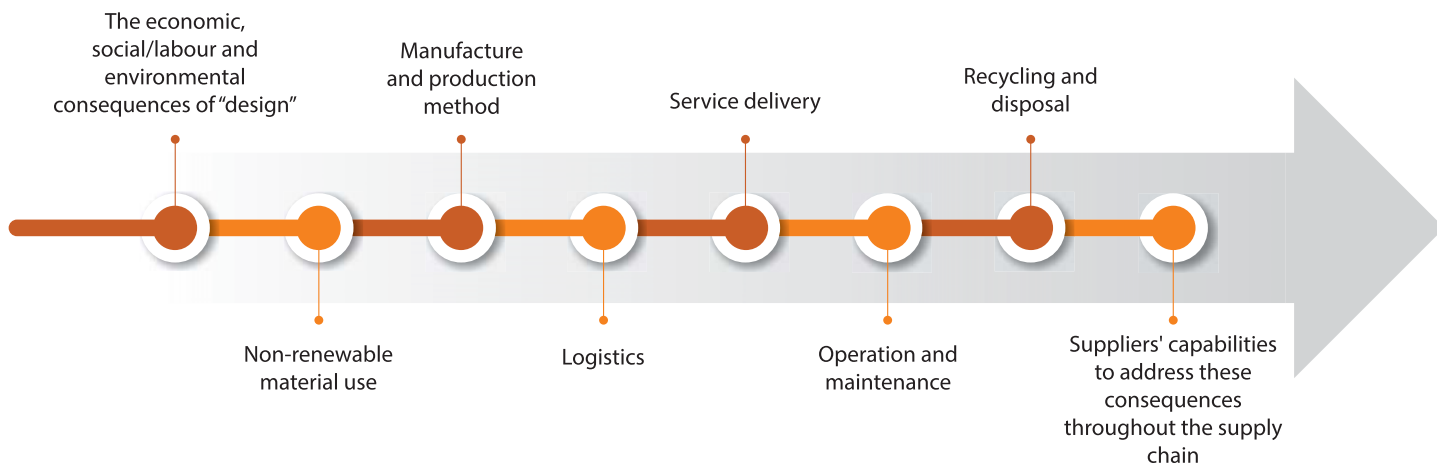 The economic,
social/labour and
environmental
consequences of “design”
Non-renewable
material use
Manufacture
and production
method
Logistics
Service delivery
Operation and
maintenance
Recycling and
disposal
Suppliers' capabilities
to address these
consequences
throughout the supply
chain